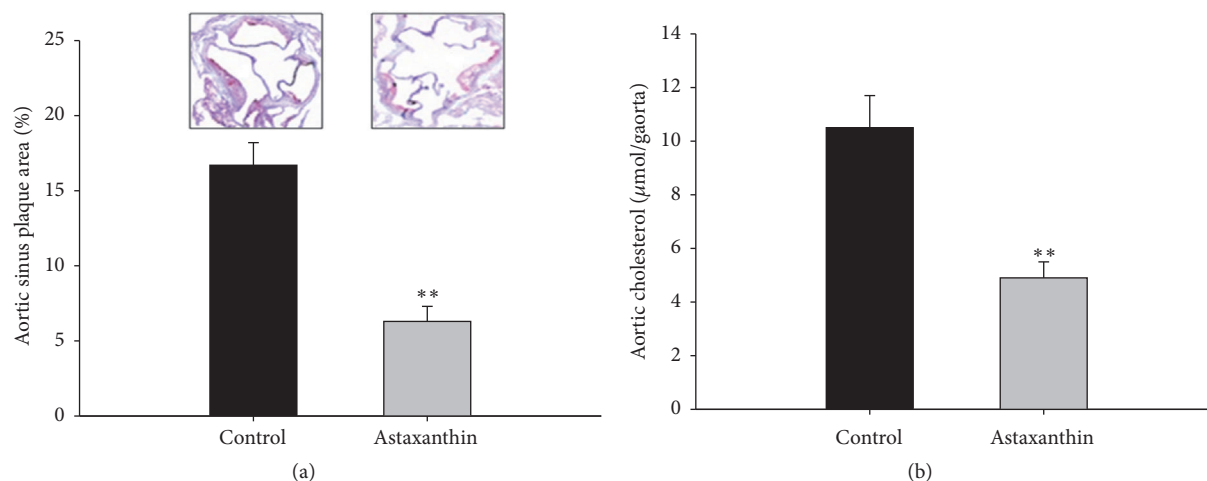 Aortic sinus plaque area (%)
25
20
15
10
5
0
**
Control
Astaxanthin
(a)
Aortic cholesterol (μmol/gaorta)
14
12
10
8
6
4
2
0
**
Control
Astaxanthin
(b)